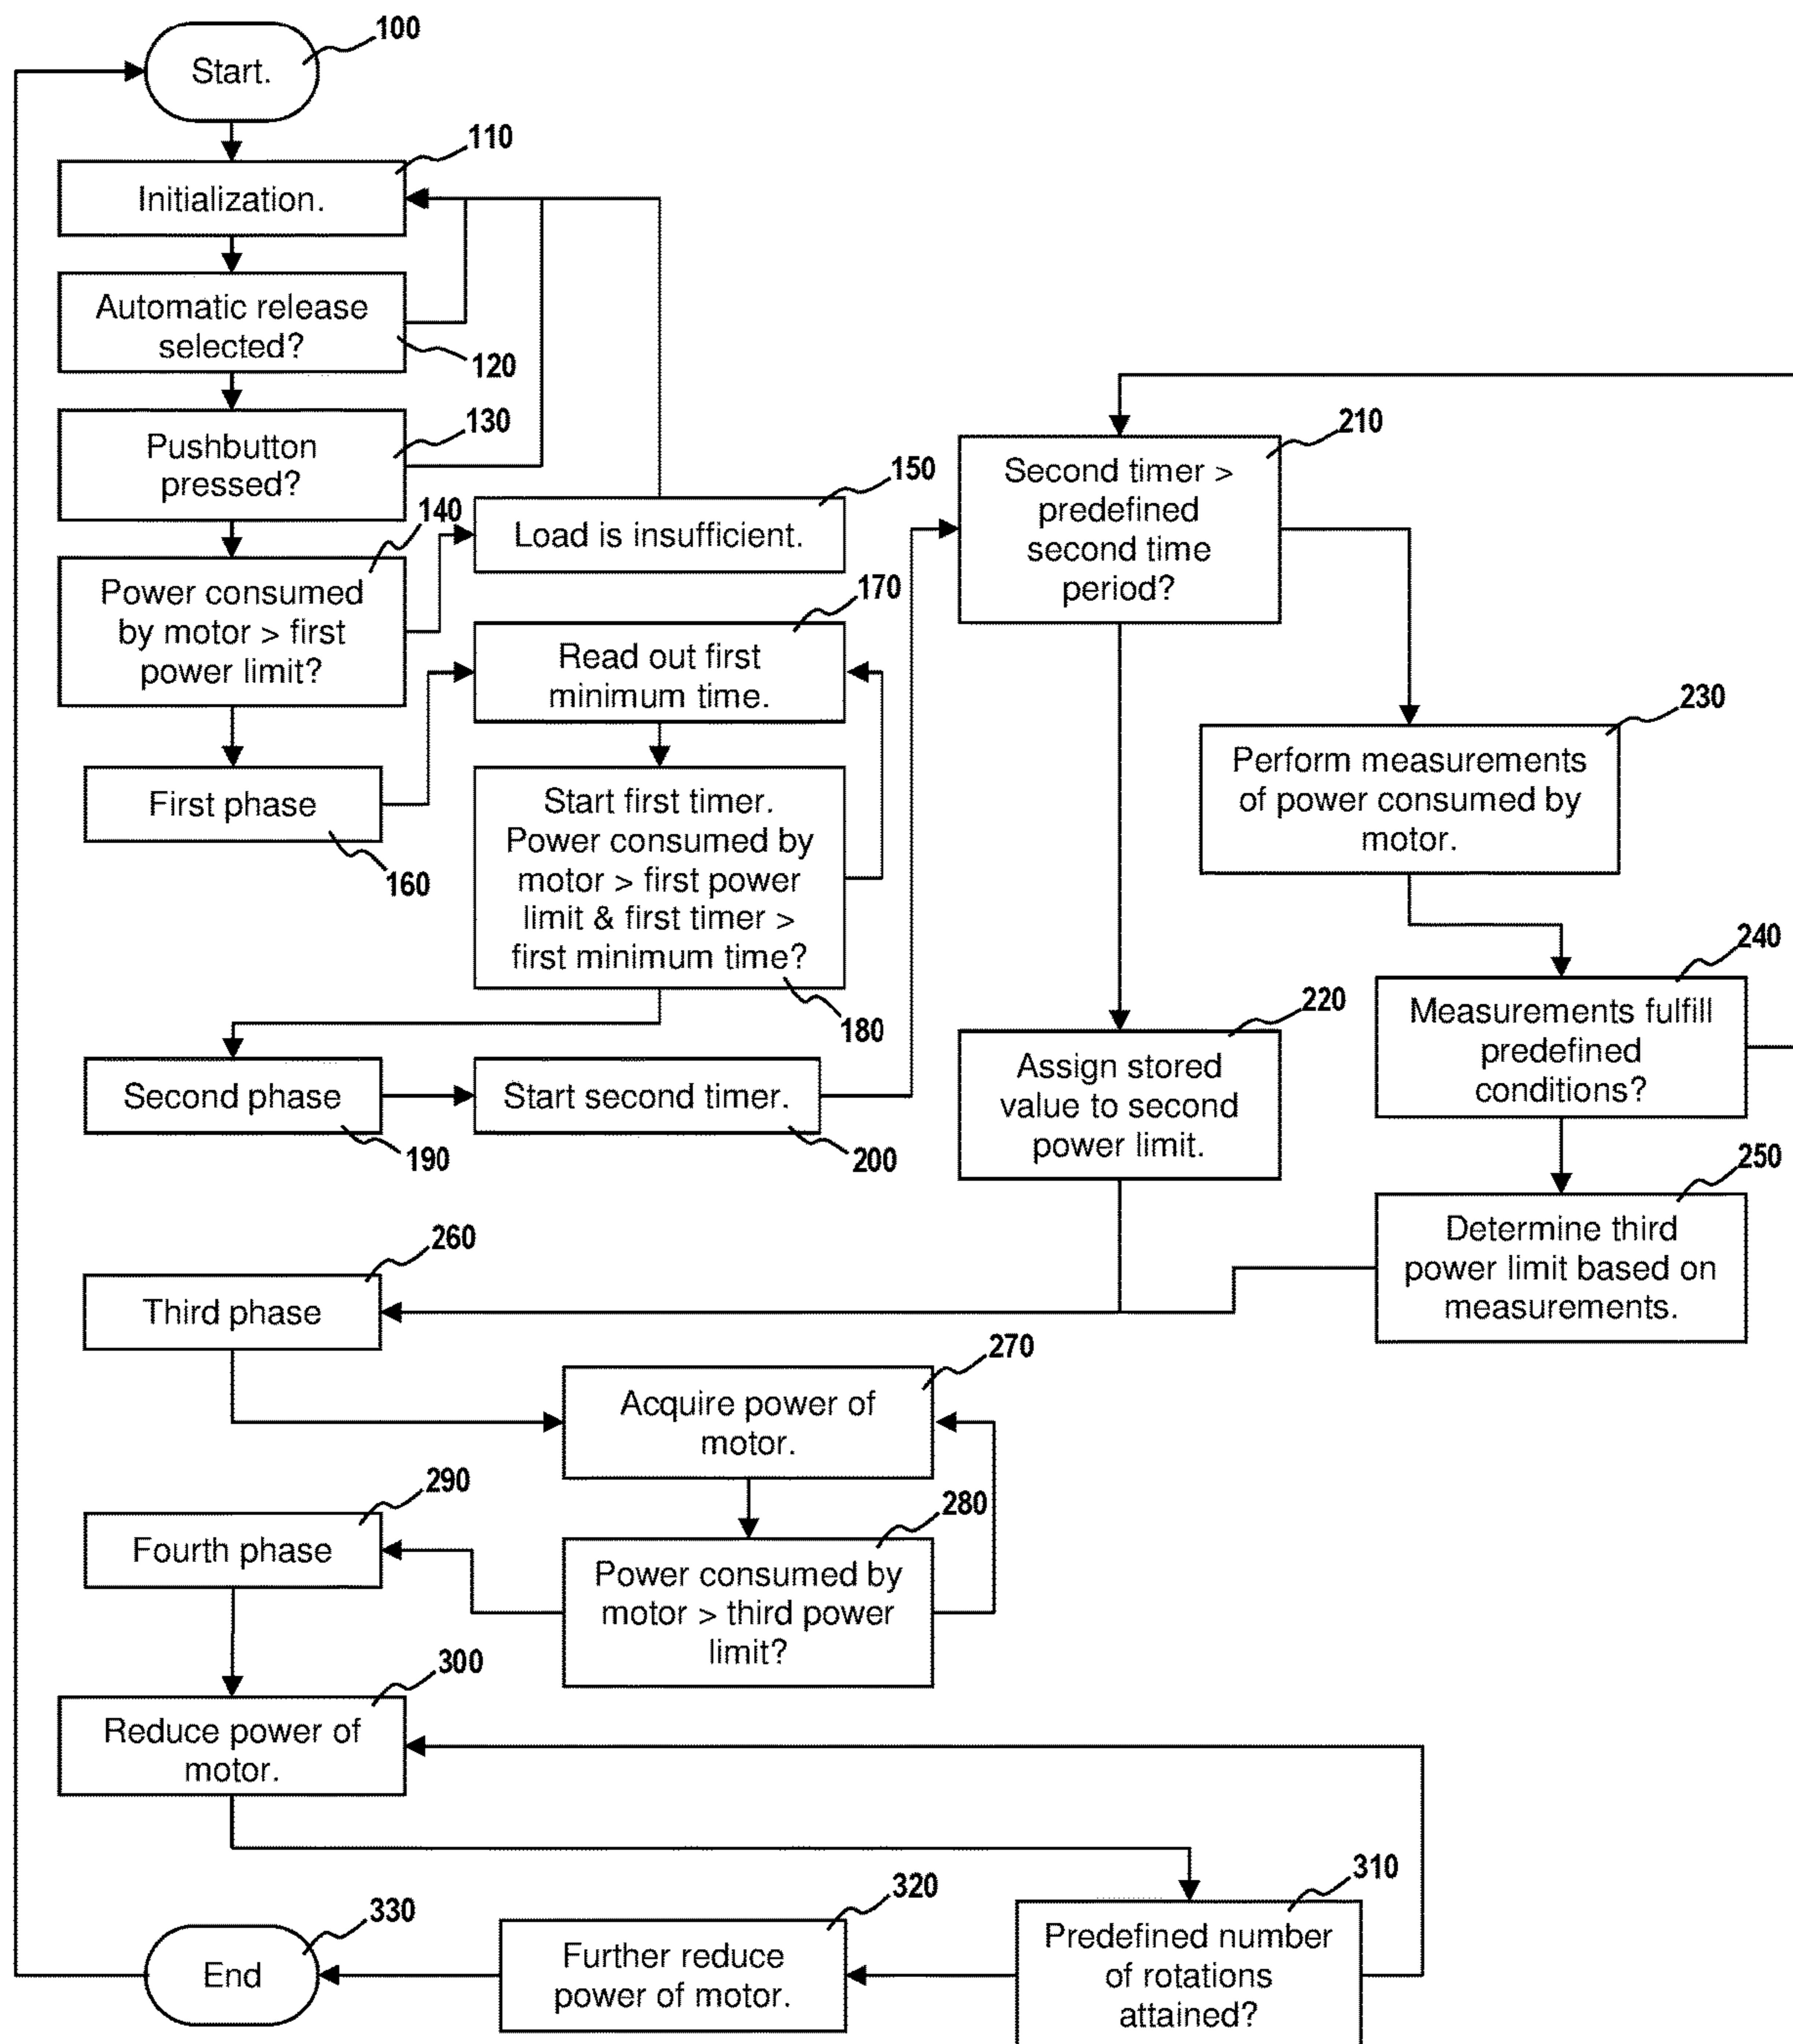 100
Start.
110
Initialization.
Automatic release
selected?
120
130
Pushbutton
pressed?
140
Power consumed
by motor > first
power limit?
150
Load is insufficient.
First phase
160
170
Read out first
minimum time.
Start first timer.
Power consumed by
motor > first power
limit & first timer >
first minimum time?
180
Second phase
190
Start second timer.
200
210
Second timer >
predefined
second time
period?
220
Assign stored
value to second
power limit.
230
Perform measurements
of power consumed by
motor.
240
Measurements fulfill
predefined
conditions?
250
Determine third
power limit based on
measurements.
260
Third phase
270
Acquire power of
motor.
280
Power consumed by
motor > third power
limit?
290
Fourth phase
300
Reduce power of
motor.
310
Predefined number
of rotations
attained?
320
Further reduce
power of motor.
330
End